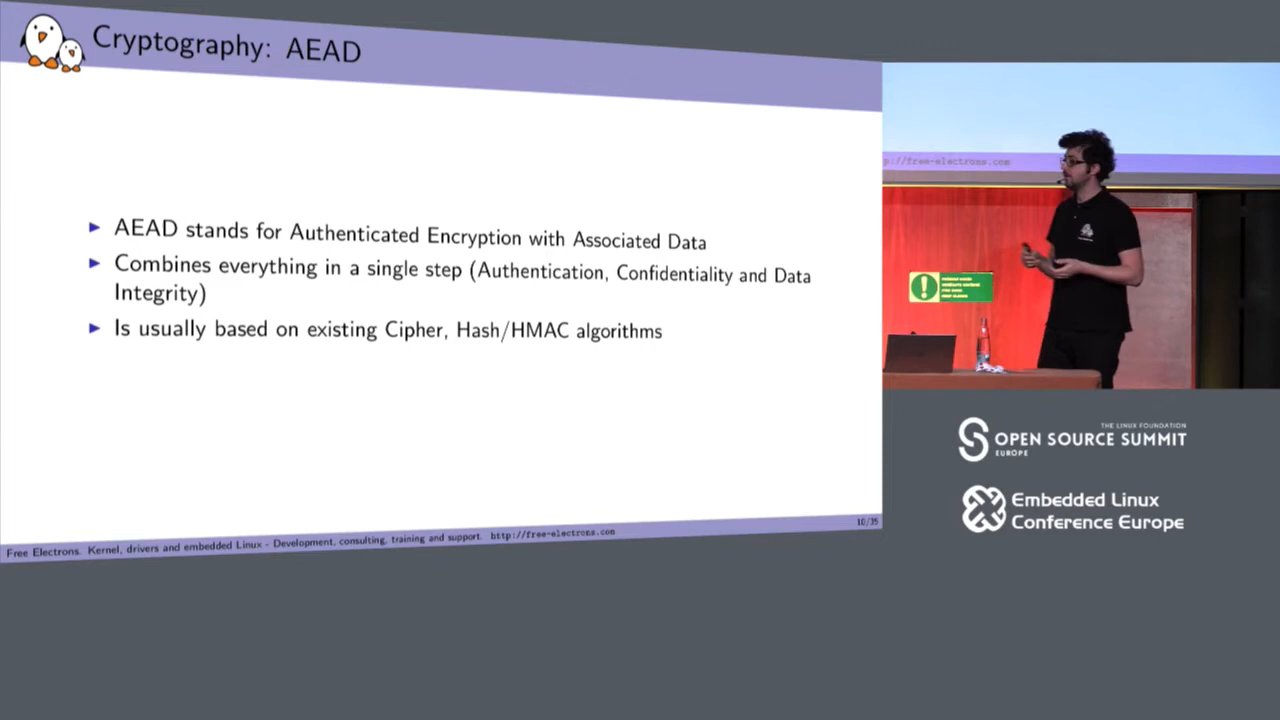 Cryptography: AEAD
► AEAD stands for Authenticated Encryption with Associated Data
► Combines everything in a single step (Authentication, Confidentiality and Data
Integrity)
► Is usually based on existing Cipher, Hash/HMAC algorithms
Free Electrons. Kernel, drivers and embedded Linux - Development, consulting, training and support. http://free-electrons.com
10/35
p://free-electrons.com
THE LINUX FOUNDATION
OPEN SOURCE SUMMIT
EUROPE
Embedded Linux
Conference Europe